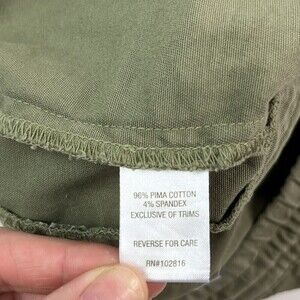 96% PIMA COTTON
4% SPANDEX
EXCLUSIVE OF TRIMS
REVERSE FOR CARE
RN#102816